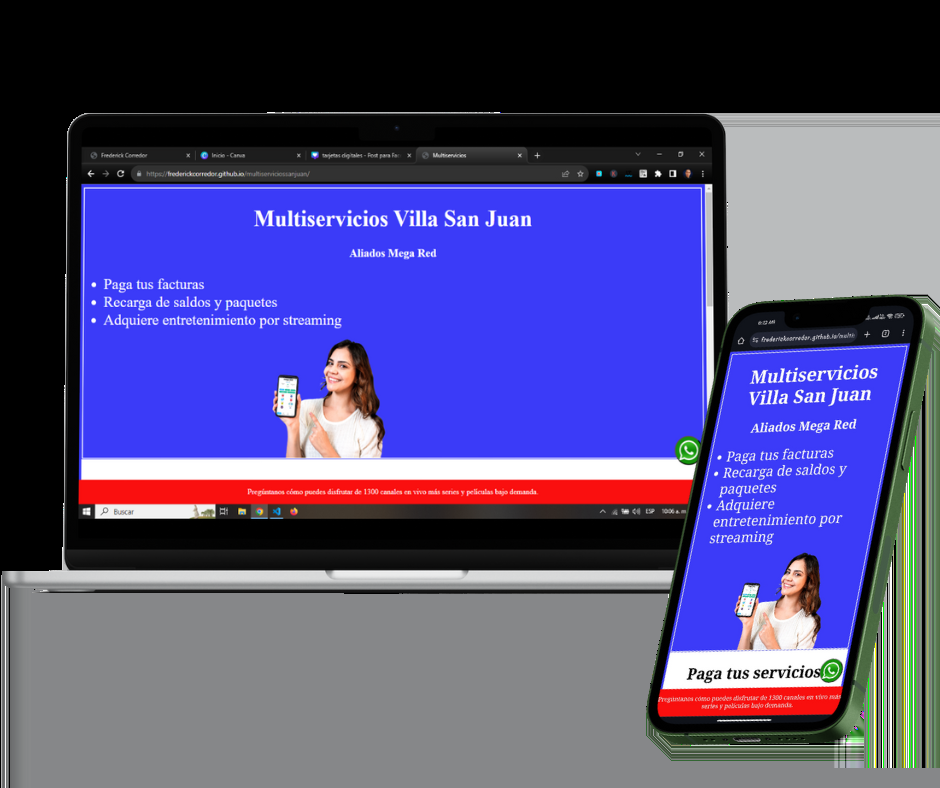 Frederick Corredor
Inicio - Canva
tarjetas digitales - Post para Fac
Multiservicios
https://frederickcorredor.github.io/multiserviciossanjuan/
Multiservicios Villa San Juan
Aliados Mega Red
• Paga tus facturas
• Recarga de saldos y paquetes
• Adquiere entretenimiento por streaming
Pregúntanos cómo puedes disfrutar de 1300 canales en vivo más series y películas bajo demanda.
Buscar
ESP
10:06 a. m.
frederickcorredor.github.io/multi
Multiservicios
Villa San Juan
Aliados Mega Red
• Paga tus facturas
• Recarga de saldos y
paquetes
• Adquiere
entretenimiento por
streaming
Paga tus servicios
Pregúntanos cómo puedes disfrutar de 1300 canales en vivo más
series y películas bajo demanda.